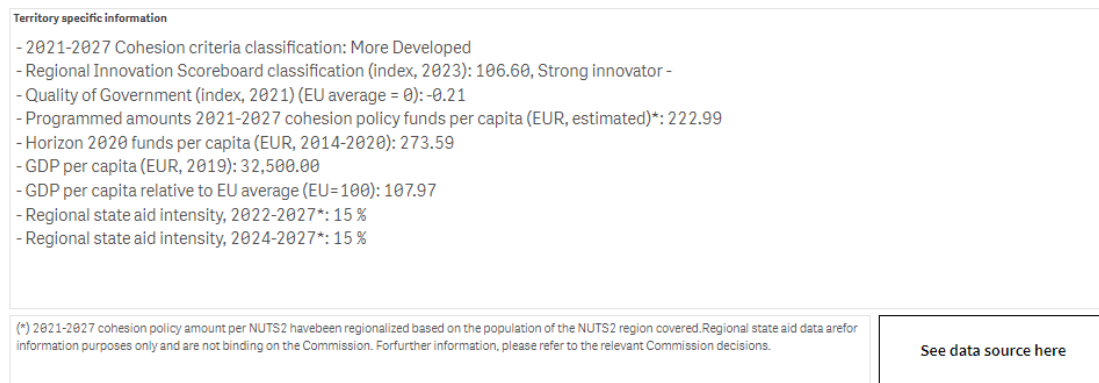 Territory specific information
- 2021-2027 Cohesion criteria classification: More Developed
- Regional Innovation Scoreboard classification (index, 2023): 106.60, Strong innovator -
- Quality of Government (index, 2021) (EU average = 0): -0.21
- Programmed amounts 2021-2027 cohesion policy funds per capita (EUR, estimated)*: 222.99
- Horizon 2020 funds per capita (EUR, 2014-2020): 273.59
- GDP per capita (EUR, 2019): 32,500.00
- GDP per capita relative to EU average (EU=100): 107.97
- Regional state aid intensity, 2022-2027*: 15 %
- Regional state aid intensity, 2024-2027*: 15 %
(*) 2021-2027 cohesion policy amount per NUTS2 havebeen regionalized based on the population of the NUTS2 region covered.Regional state aid data arefor
information purposes only and are not binding on the Commission. Forfurther information, please refer to the relevant Commission decisions.
See data source here